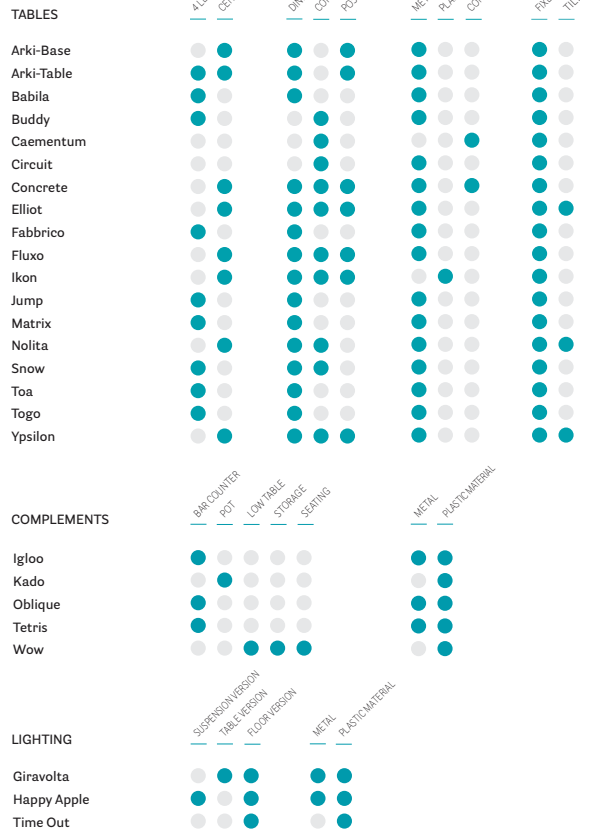 TABLES
Arki-Base
Arki-Table
Babila
Buddy
Caementum
Circuit
Concrete
Elliot
Fabbrico
Fluxo
Ikon
Jump
Matrix
Nolita
Snow
Toa
Togo
Ypsilon
COMPLEMENTS
BAR COUNTER
POT
LOW TABLE
STORAGE
SEATING
METAL
PLASTIC MATERIAL
Igloo
Kado
Oblique
Tetris
Wow
LIGHTING
SUSPENSION VERSION
TABLE VERSION
FLOOR VERSION
METAL
PLASTIC MATERIAL
Giravolta
Happy Apple
Time Out